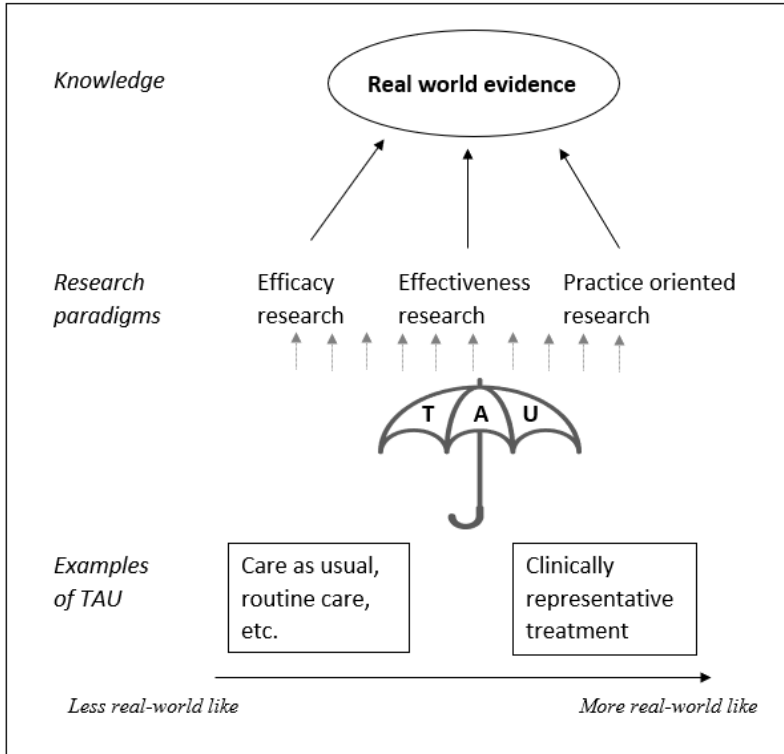 Knowledge
Real world evidence
Research
paradigms
Efficacy
research
Effectiveness
research
Practice oriented
research
T A U
Examples
of TAU
Care as usual,
routine care,
etc.
Clinically
representative
treatment
Less real-world like
More real-world like